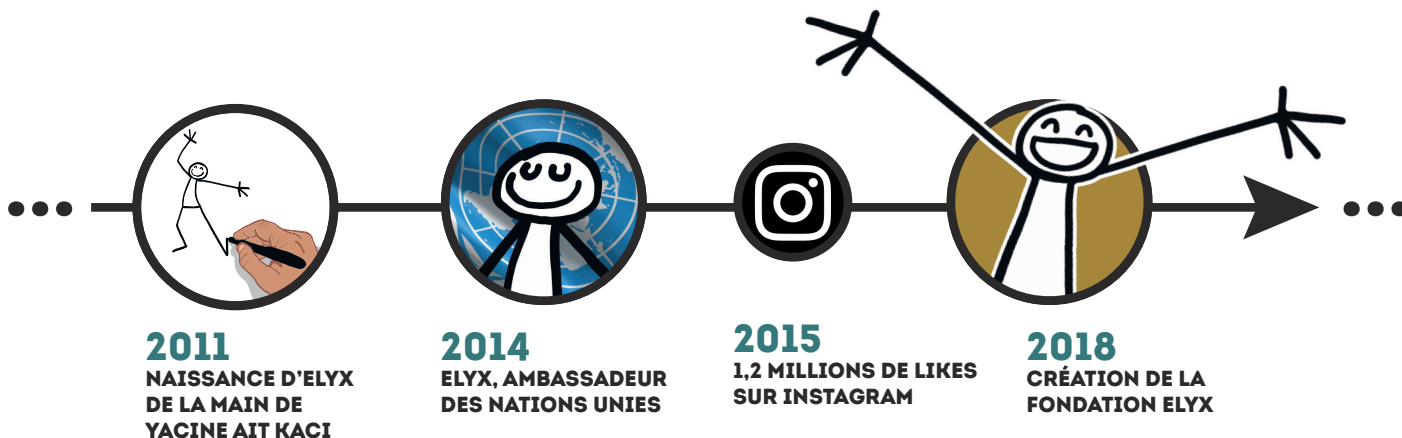 2011
NAISSANCE D'ELYX
DE LA MAIN DE
YACINE AIT KACI
2014
ELYX, AMBASSADEUR
DES NATIONS UNIES
2015
1,2 MILLIONS DE LIKES
SUR INSTAGRAM
2018
CRÉATION DE LA
FONDATION ELYX